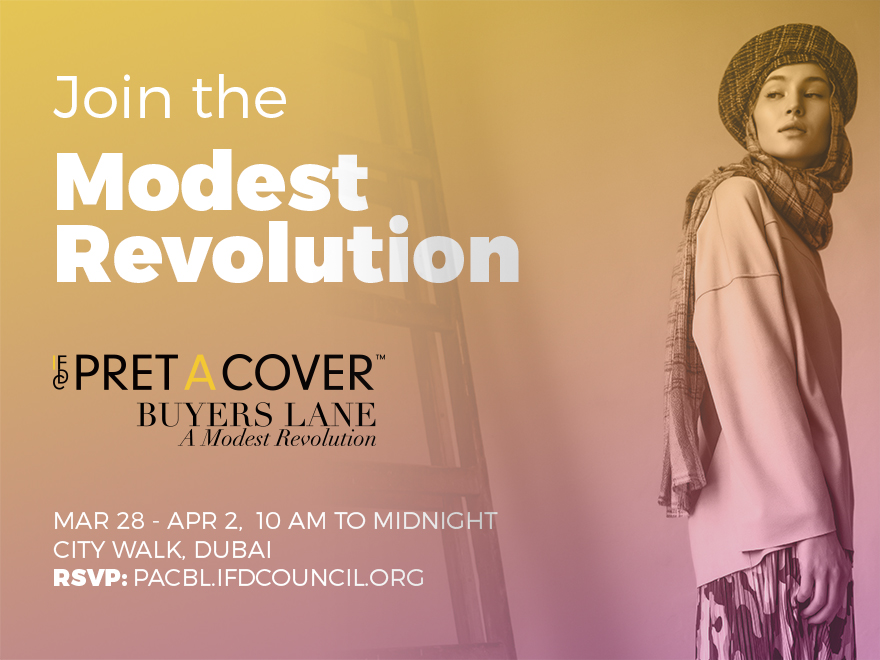 Join the
Modest
Revolution
IFDC PRET A COVER™
BUYERS LANE
A Modest Revolution
MAR 28 - APR 2, 10 AM TO MIDNIGHT
CITY WALK, DUBAI
RSVP: PACBL.IFDCOUNCIL.ORG